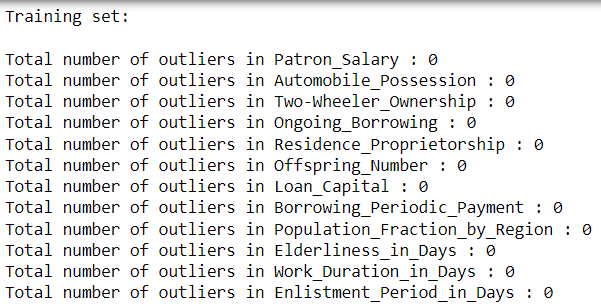 Training set:
Total number of outliers in Patron_Salary : 0
Total number of outliers in Automobile_Possession : 0
Total number of outliers in Two-Wheeler_Ownership : 0
Total number of outliers in Ongoing_Borrowing : 0
Total number of outliers in Residence_Proprietorship : 0
Total number of outliers in Offspring_Number : 0
Total number of outliers in Loan_Capital : 0
Total number of outliers in Borrowing_Periodic_Payment : 0
Total number of outliers in Population_Fraction_by_Region : 0
Total number of outliers in Elderliness_in_Days : 0
Total number of outliers in Work_Duration_in_Days : 0
Total number of outliers in Enlistment_Period_in_Days : 0